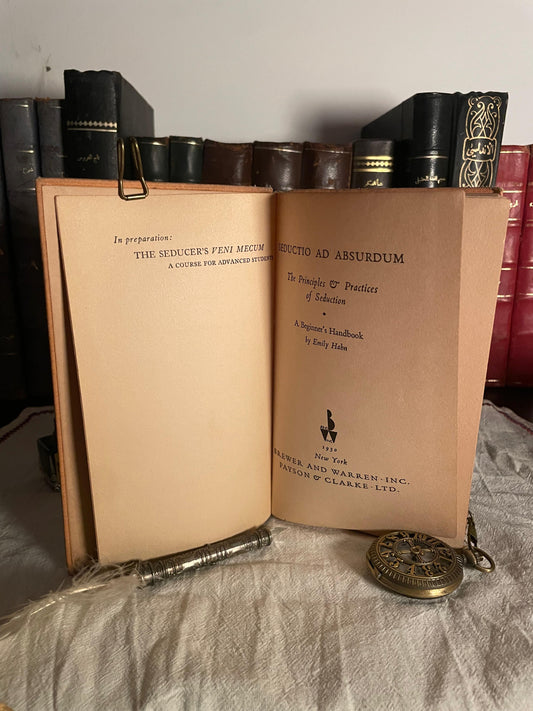 In preparation:
THE SEDUCER'S VENI MECUM
A COURSE FOR ADVANCED STUDENTS
SEDUCTIO AD ABSURDUM
The Principles & Practices
of Seduction
A Beginner's Handbook
by Emily Hahn
1930
New York
BREWER AND WARREN · INC.
PAYSON & CLARKE · LTD.